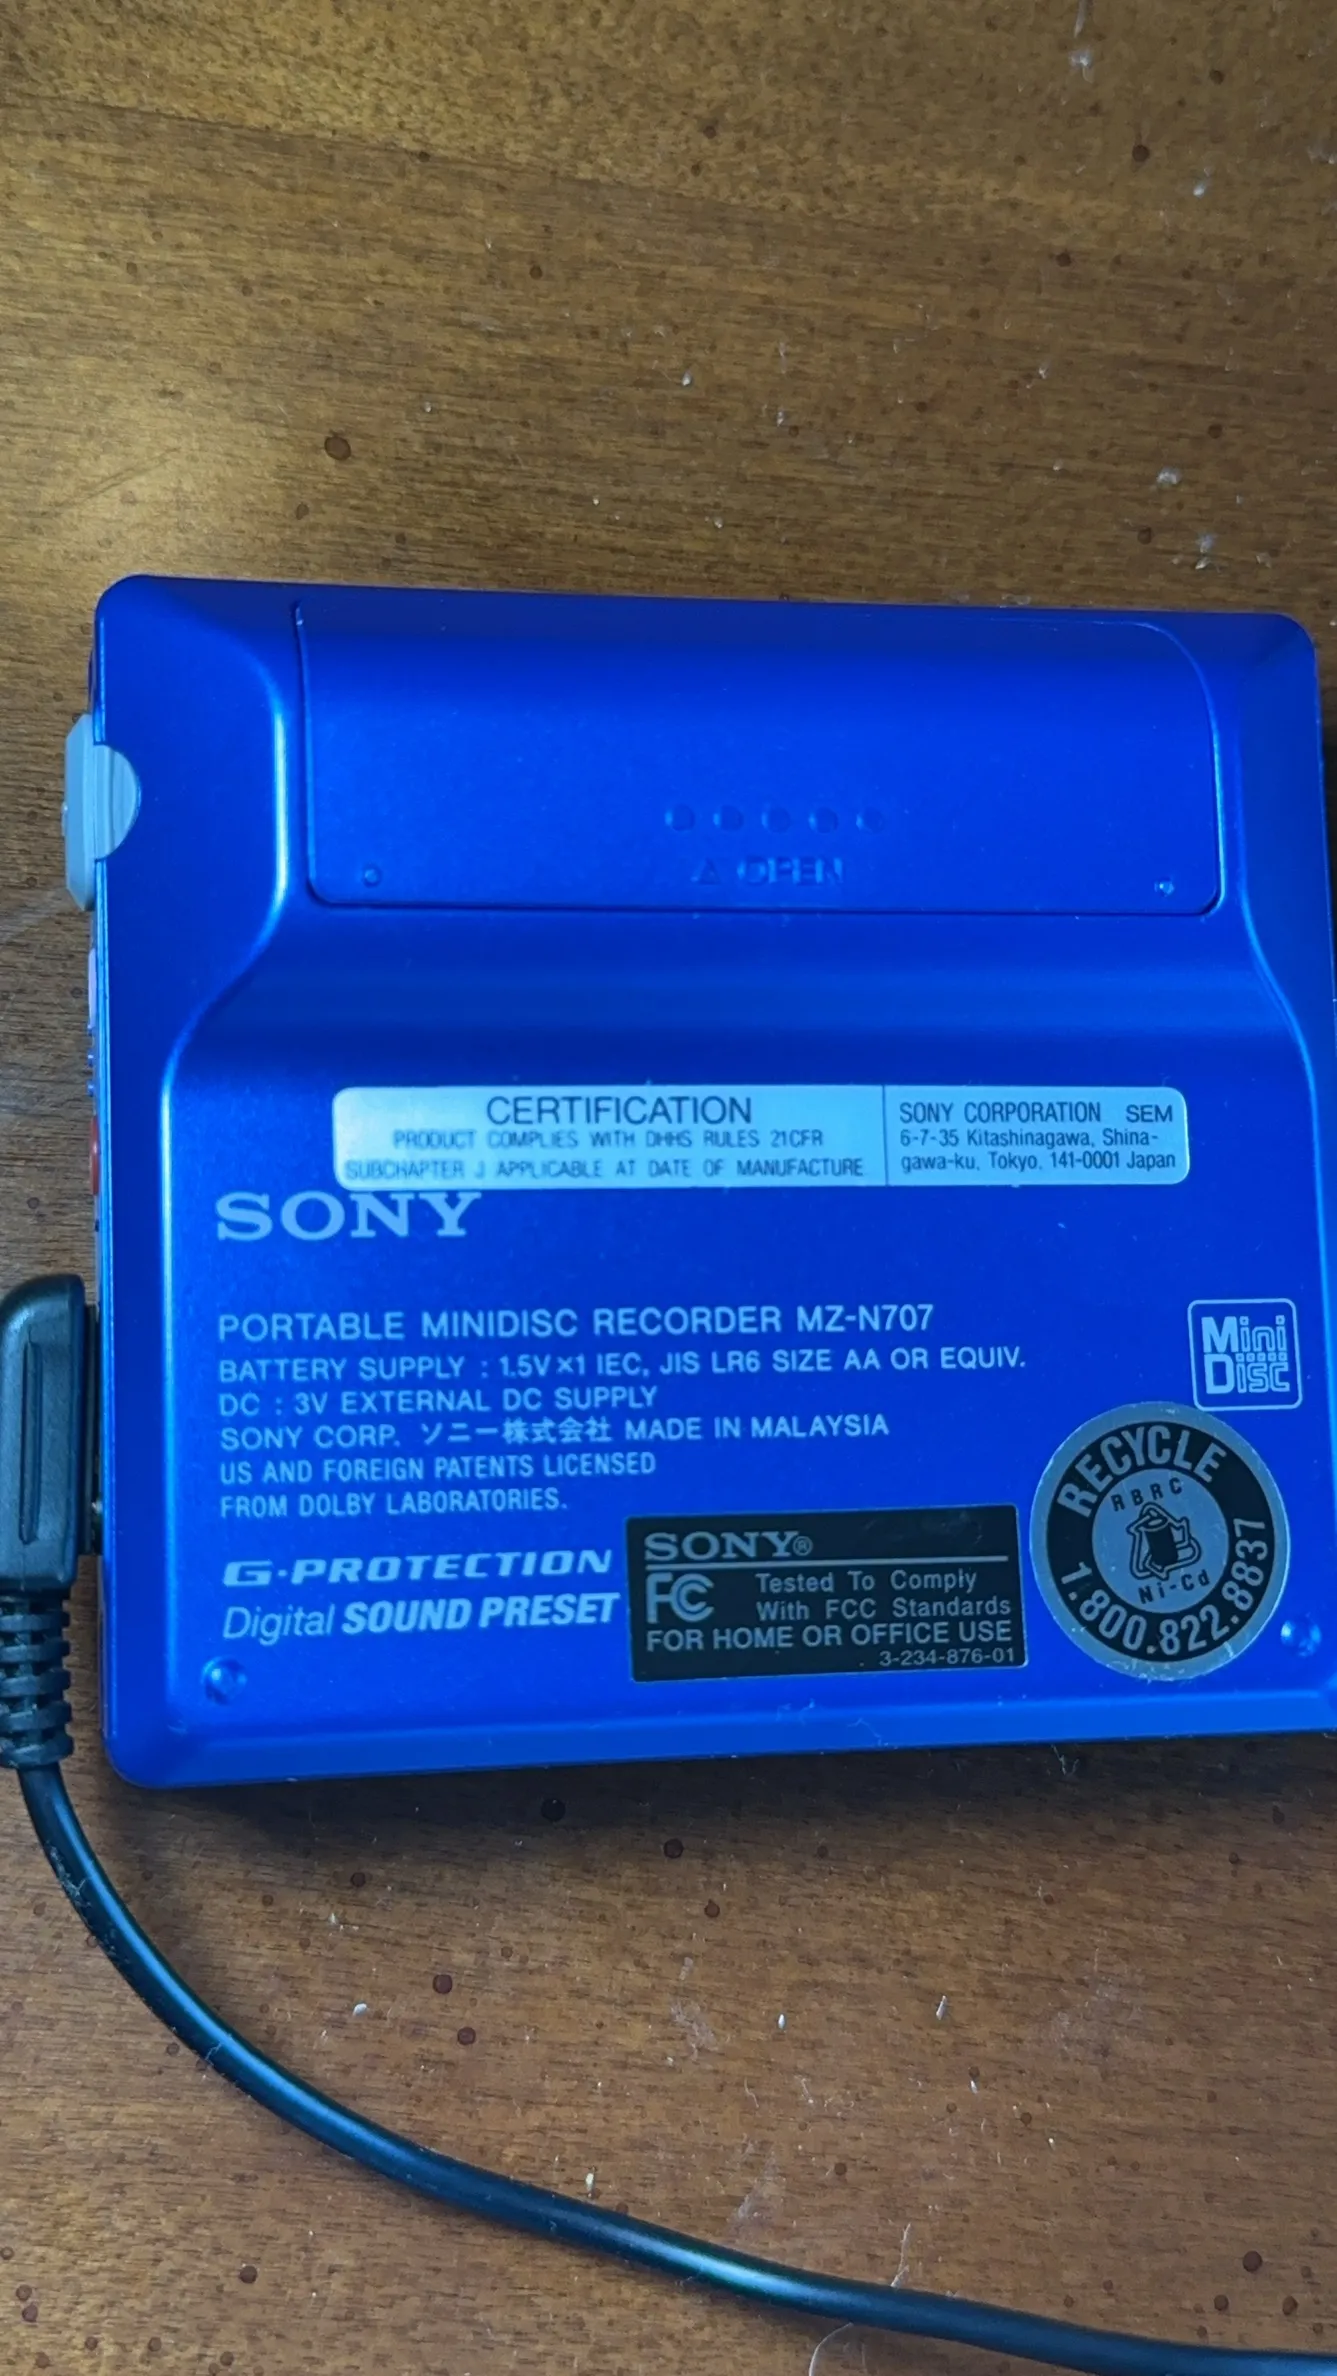 △ OPEN
CERTIFICATION
PRODUCT COMPLIES WITH DHHS RULES 21CFR
SUBCHAPTER J APPLICABLE AT DATE OF MANUFACTURE
SONY CORPORATION SEM
6-7-35 Kitashinagawa, Shina-
gawa-ku, Tokyo, 141-0001 Japan
SONY
PORTABLE MINIDISC RECORDER MZ-N707
BATTERY SUPPLY : 1.5V×1 IEC, JIS LR6 SIZE AA OR EQUIV.
DC : 3V EXTERNAL DC SUPPLY
SONY CORP. ソニー株式会社 MADE IN MALAYSIA
US AND FOREIGN PATENTS LICENSED
FROM DOLBY LABORATORIES.
G-PROTECTION
Digital SOUND PRESET
SONY®
FC Tested To Comply
With FCC Standards
FOR HOME OR OFFICE USE
3-234-876-01
Mini
Disc
RECYCLE
RBRC
Ni-Cd
1.800.822.8837